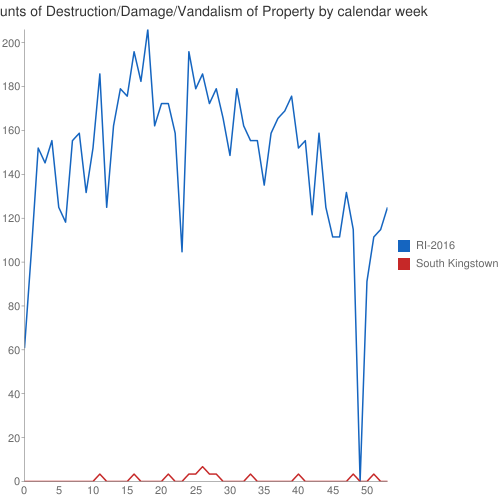 unts of Destruction/Damage/Vandalism of Property by calendar week
200
180
160
140
120
100
80
60
40
20
0
0 5 10 15 20 25 30 35 40 45 50
RI-2016
South Kingstown